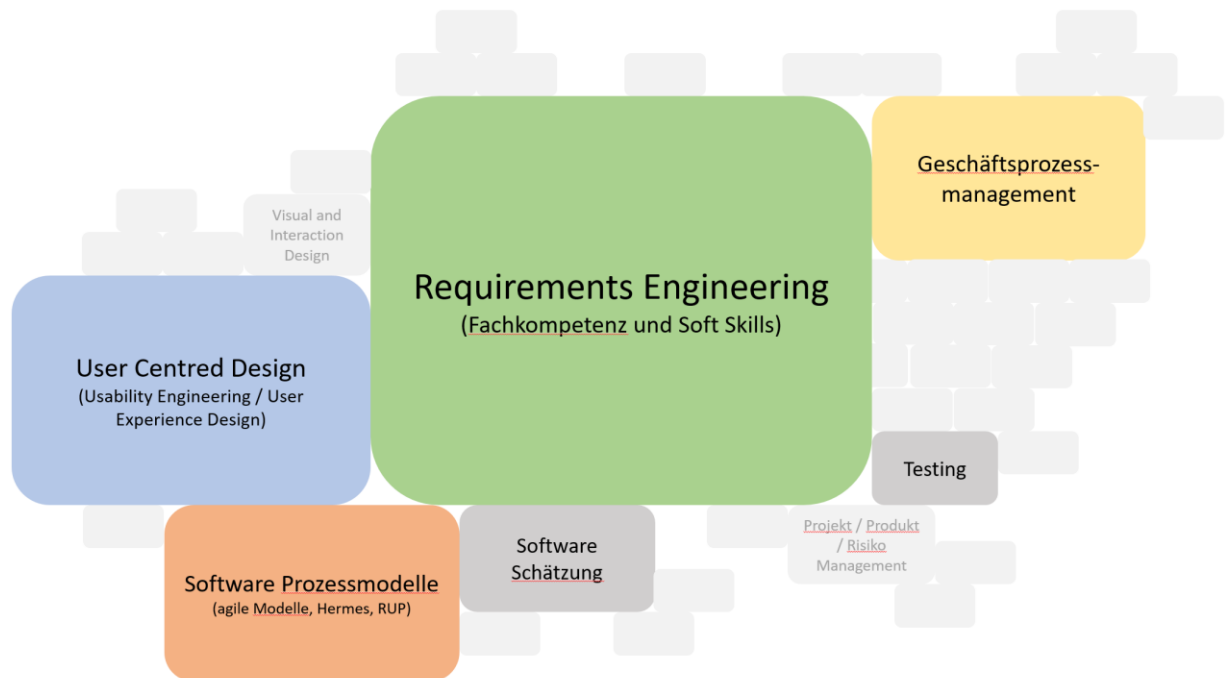 Geschäftsprozess-
management
Visual and
Interaction
Design
Requirements Engineering
(Fachkompetenz und Soft Skills)
User Centred Design
(Usability Engineering / User
Experience Design)
Testing
Software Prozessmodelle
(agile Modelle, Hermes, RUP)
Software
Schätzung
Projekt / Produkt
/ Risiko
Management